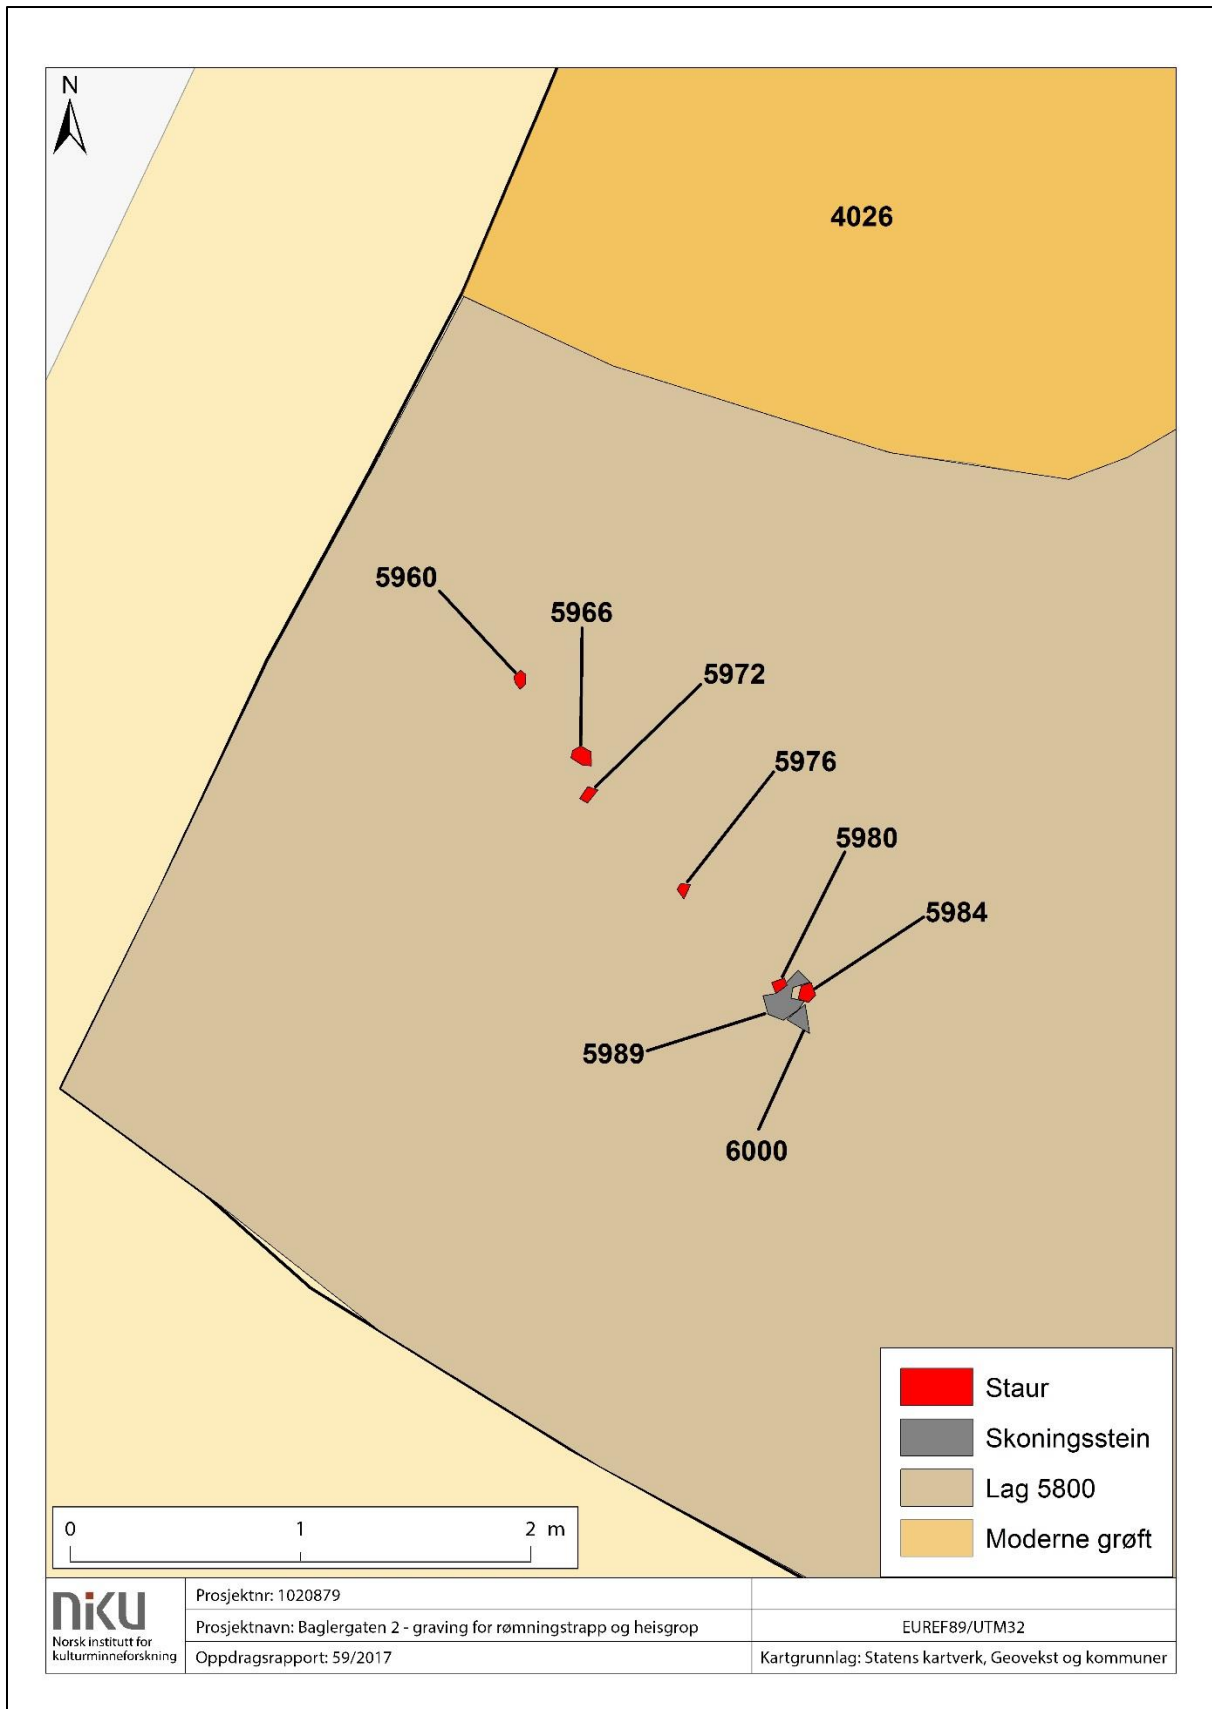 N
4026
5960
5966
5972
5976
5980
5984
5989
6000
Staur
Skoningsstein
Lag 5800
Moderne grøft
0 1 2 m
niku
Norsk institutt for
kulturminneforskning
Prosjektnr: 1020879
Prosjektnavn: Baglergaten 2 - graving for rømningstrapp og heisgrop
EUREF89/UTM32
Oppdragsrapport: 59/2017
Kartgrunnlag: Statens kartverk, Geovekst og kommuner